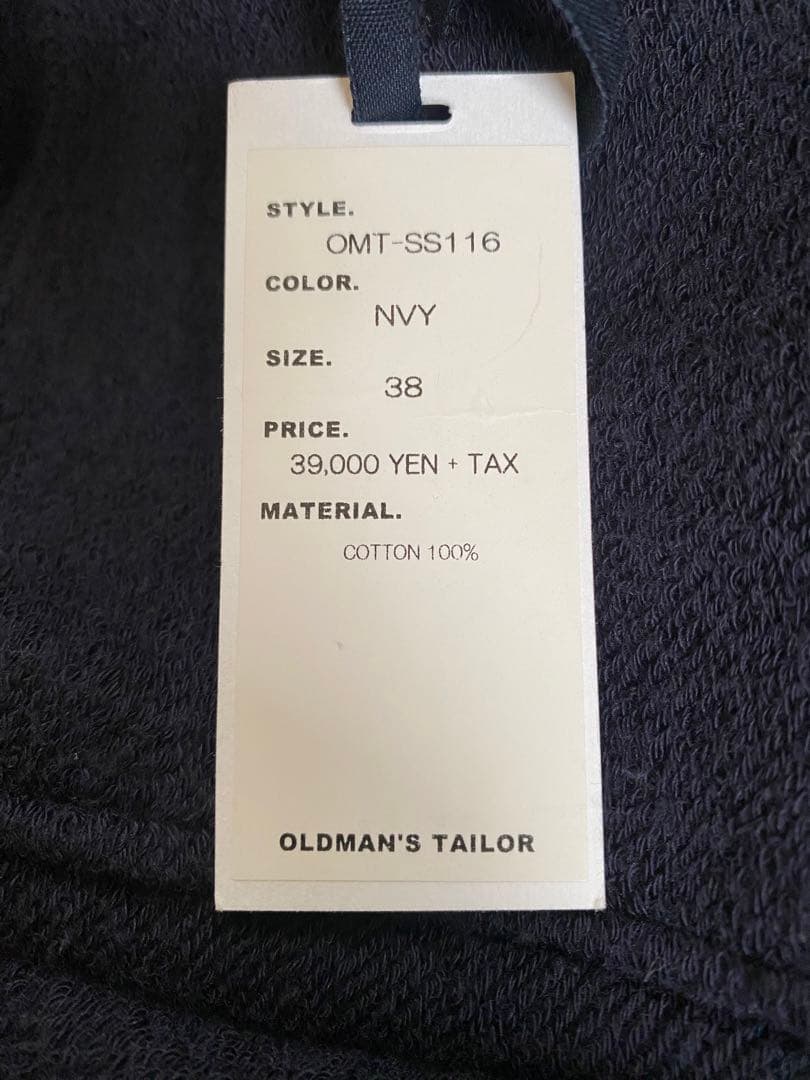 STYLE.
OMT-SS116
COLOR.
NVY
SIZE.
38
PRICE.
39,000 YEN + TAX
MATERIAL.
COTTON 100%
OLDMAN'S TAILOR